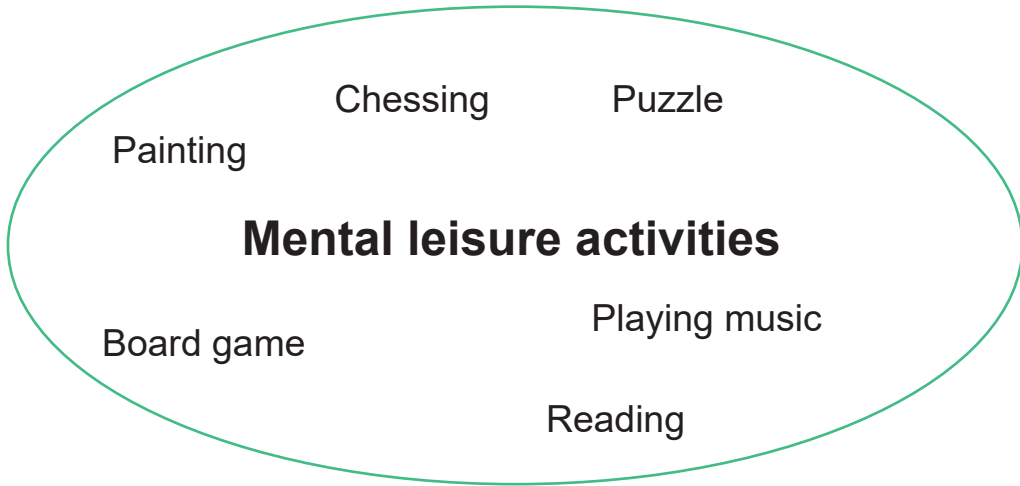 Chessing
Puzzle
Painting
Mental leisure activities
Playing music
Board game
Reading